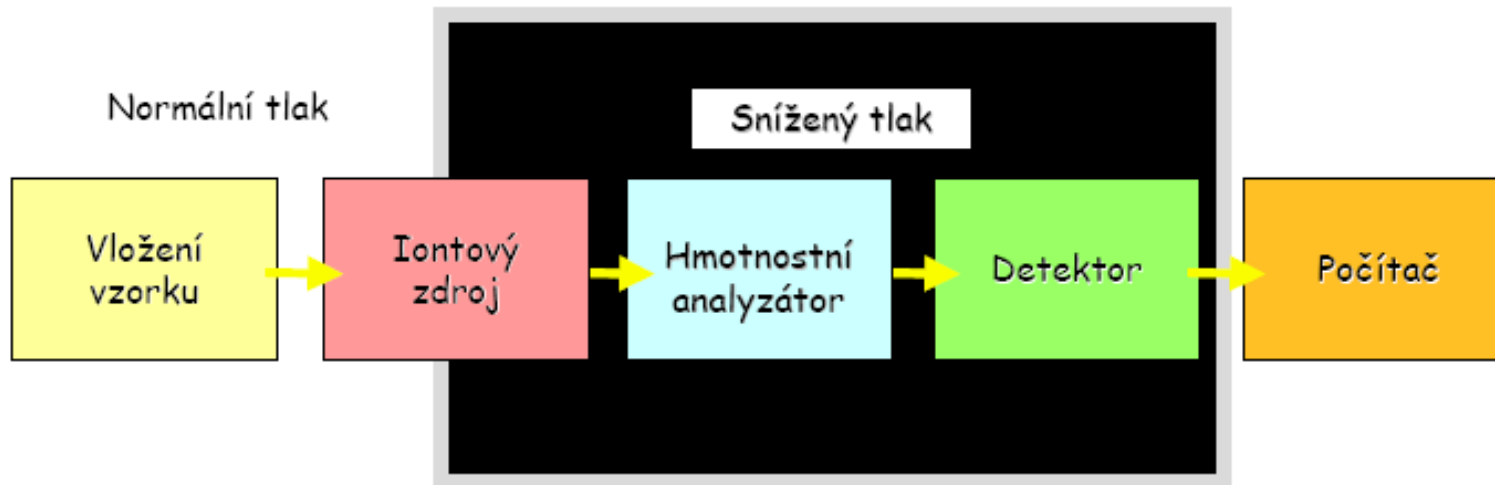 Normální tlak
Snížený tlak
Vložení
vzorku
Iontový
zdroj
Hmotnostní
analyzátor
Detektor
Počítač